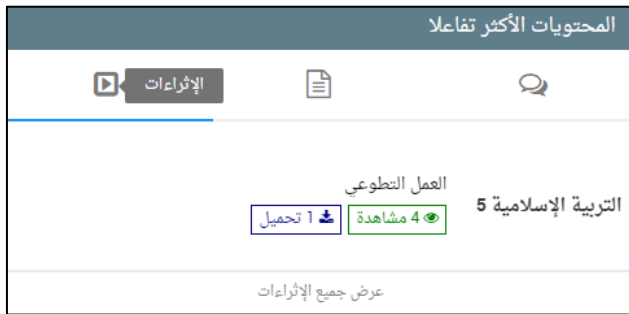 المحتويات الأكثر تفاعلا
الإثراءات
التربية الإسلامية 5
العمل التطوعي
4 مشاهدة 1 تحميل
عرض جميع الإثراءات